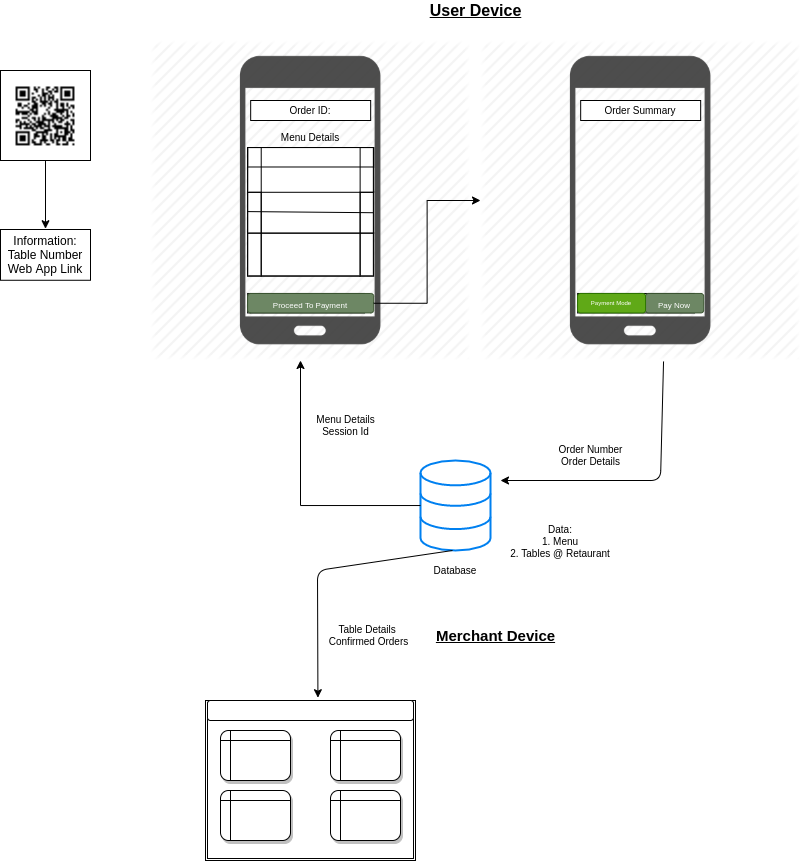 User Device
Order ID:
Menu Details
Proceed To Payment
Order Summary
Payment Mode
Pay Now
Information:
Table Number
Web App Link
Menu Details
Session Id
Order Number
Order Details
Data:
1. Menu
2. Tables @ Retaurant
Database
Table Details
Confirmed Orders
Merchant Device